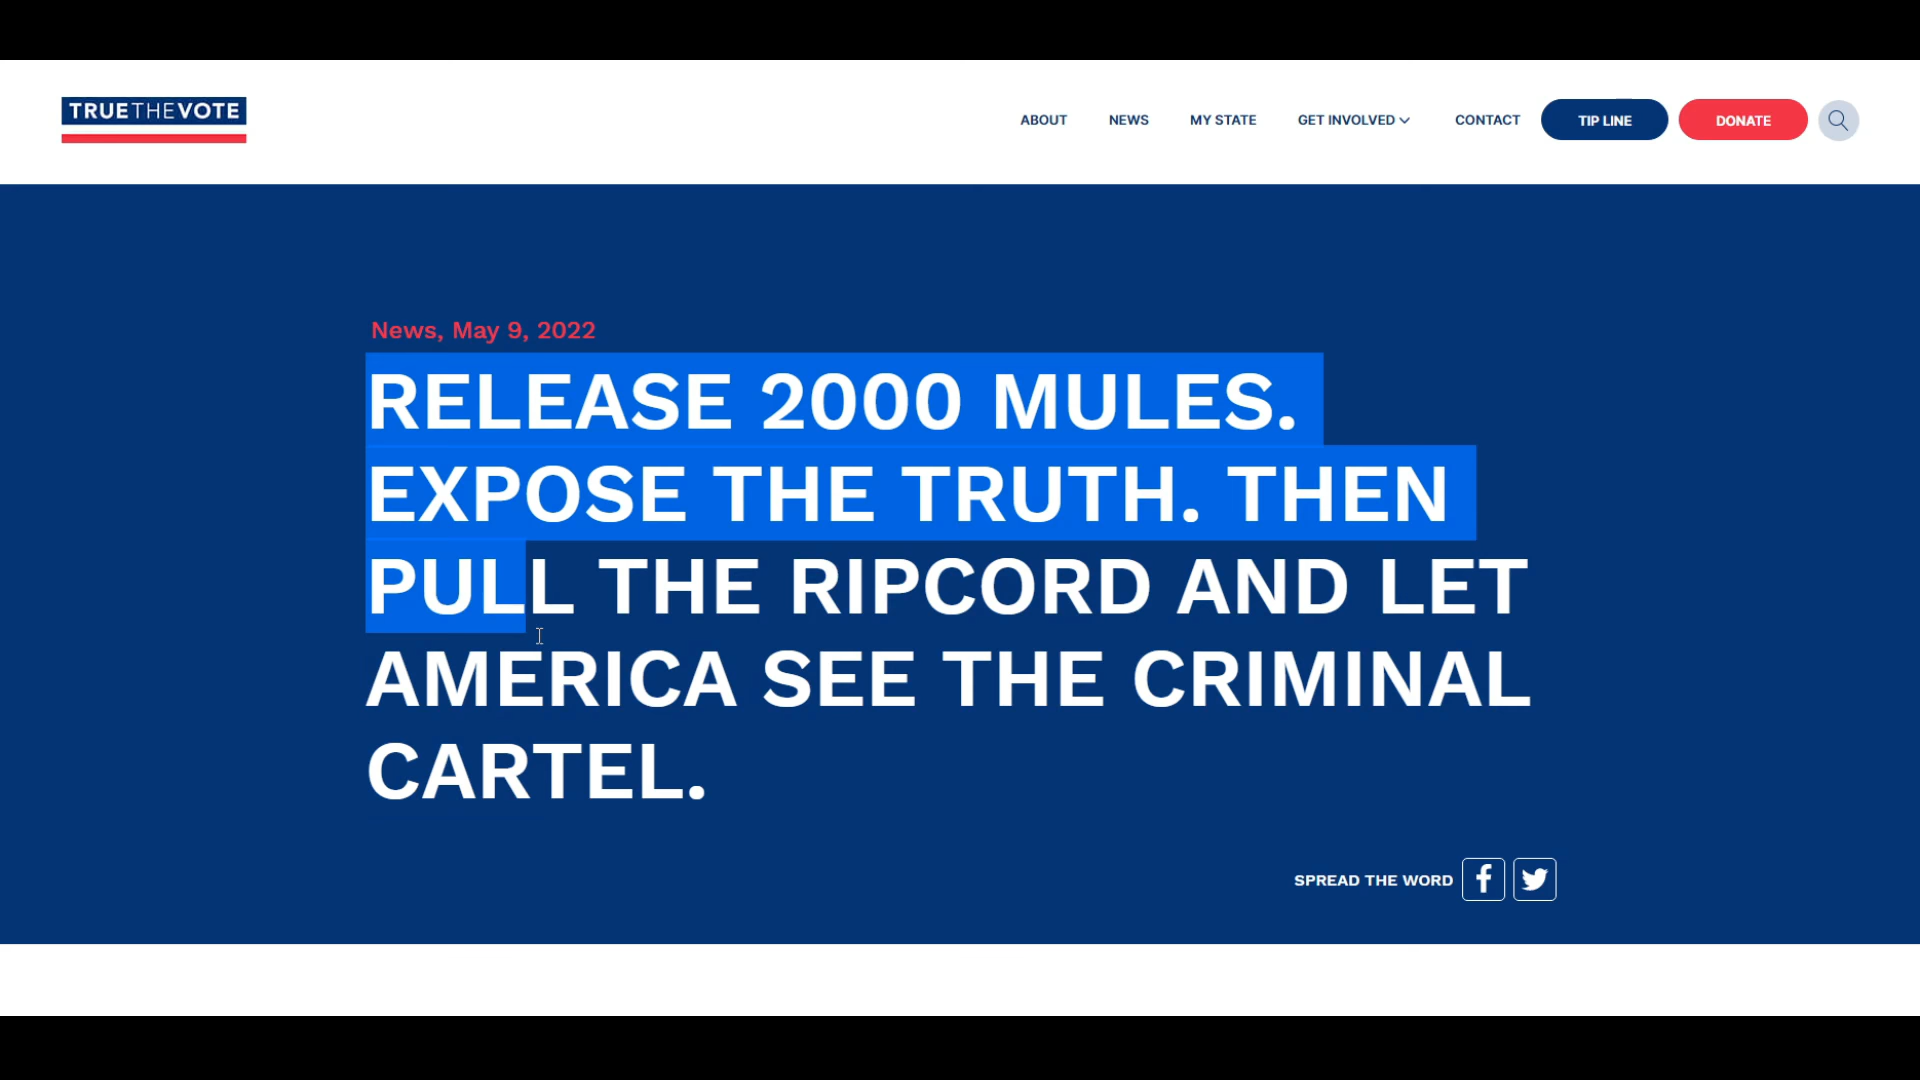 TRUETHEVOTE
ABOUT NEWS MY STATE GET INVOLVED CONTACT TIP LINE DONATE
News, May 9, 2022
RELEASE 2000 MULES.
EXPOSE THE TRUTH. THEN
PULL THE RIPCORD AND LET
AMERICA SEE THE CRIMINAL
CARTEL.
SPREAD THE WORD